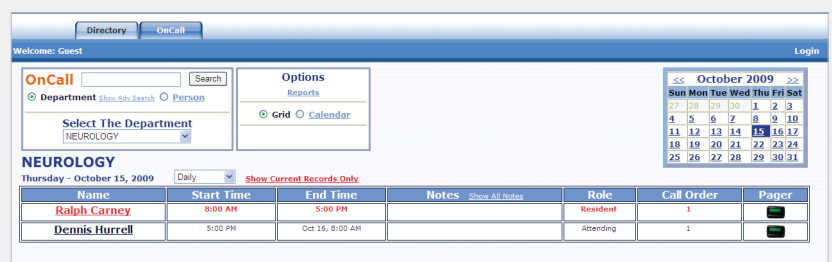 Directory OnCall
Welcome: Guest Login
OnCall Search
Department Show Adv Search Person
Select The Department
NEUROLOGY
Options
Reports
Grid Calendar
<< October 2009 >>
Sun Mon Tue Wed Thu Fri Sat
27 28 29 30 1 2 3
4 5 6 7 8 9 10
11 12 13 14 15 16 17
18 19 20 21 22 23 24
25 26 27 28 29 30 31
NEUROLOGY
Thursday - October 15, 2009 Daily Show Current Records Only
Name Start Time End Time Notes Show All Notes Role Call Order Pager
Ralph Carney 8:00 AM 5:00 PM Resident 1
Dennis Hurrell 5:00 PM Oct 16, 8:00 AM Attending 1